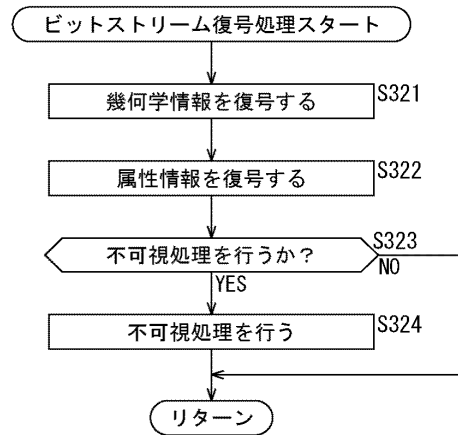 ビットストリーム復号処理スタート
幾何学情報を復号する
S321
属性情報を復号する
S322
不可視処理を行うか?
S323
NO
YES
不可視処理を行う
S324
リターン